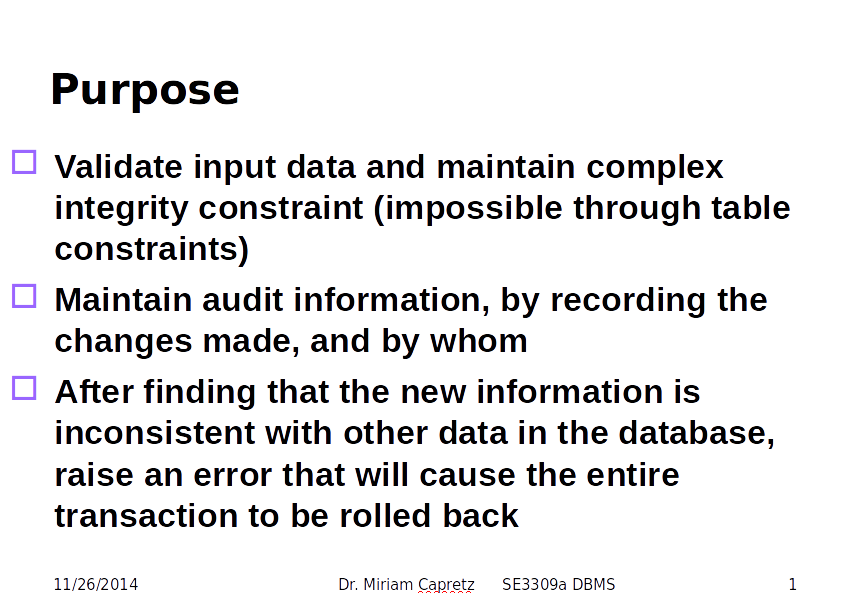 Purpose
Validate input data and maintain complex
integrity constraint (impossible through table
constraints)
Maintain audit information, by recording the
changes made, and by whom
After finding that the new information is
inconsistent with other data in the database,
raise an error that will cause the entire
transaction to be rolled back
11/26/2014 Dr. Miriam Capretz SE3309a DBMS 1